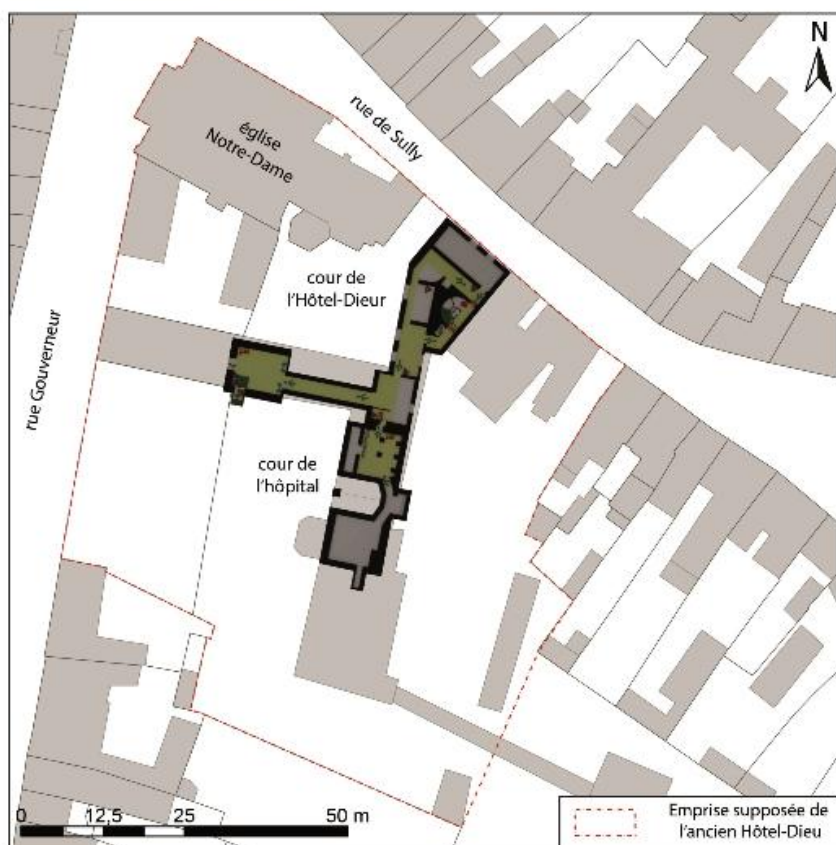 N
rue de Sully
église
Notre-Dame
cour de
l'Hôtel-Dieur
rue Gouverneur
cour de
l'hôpital
0 12,5 25 50 m
Emprise supposée de
l'ancien Hôtel-Dieu